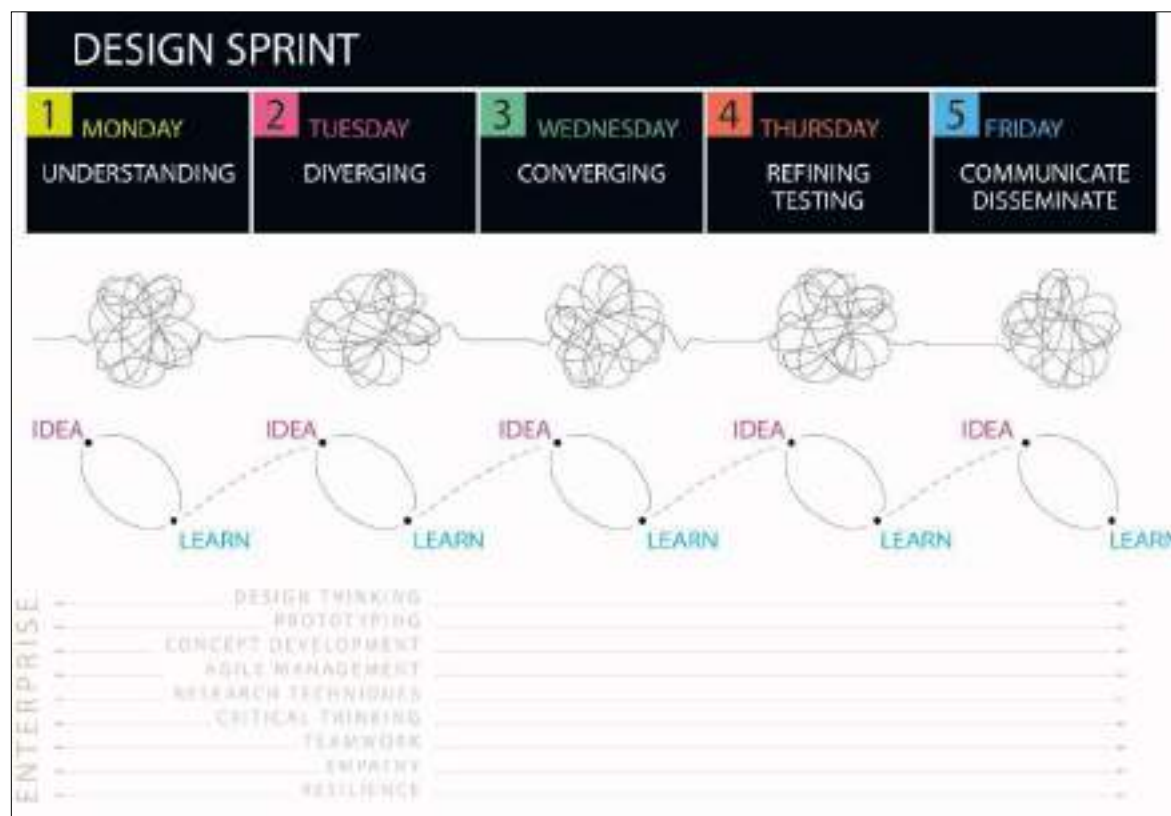 DESIGN SPRINT
1 MONDAY
UNDERSTANDING
2 TUESDAY
DIVERGING
3 WEDNESDAY
CONVERGING
4 THURSDAY
REFINING
TESTING
5 FRIDAY
COMMUNICATE
DISSEMINATE
IDEA IDEA IDEA IDEA IDEA
LEARN LEARN LEARN LEARN LEARN
ENTERPRISE
DESIGN THINKING
PROTOTYPING
CONCEPT DEVELOPMENT
AGILE MANAGEMENT
RESEARCH TECHNIQUES
CRITICAL THINKING
TEAMWORK
EMPATHY
RESILIENCE